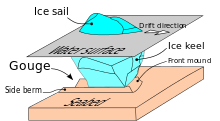 Ice sail
Drift direction
Water surface
Ice keel
Gouge
Front mound
Side berm
Seabed